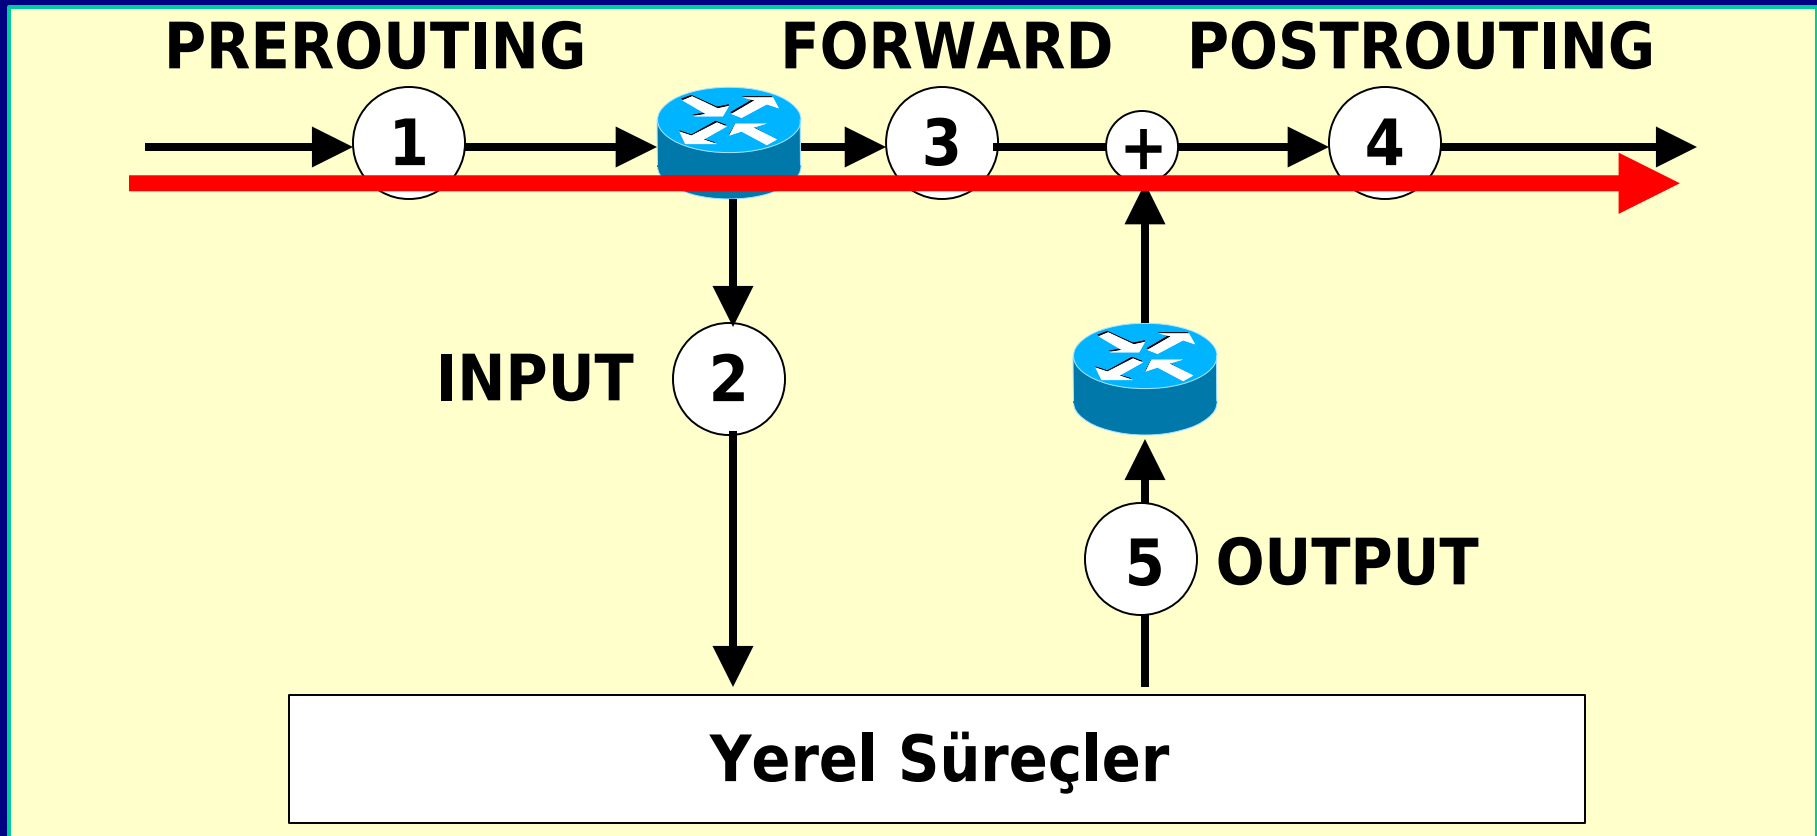 PREROUTING FORWARD POSTROUTING
1 3 + 4
INPUT 2
5 OUTPUT
Yerel Süreçler